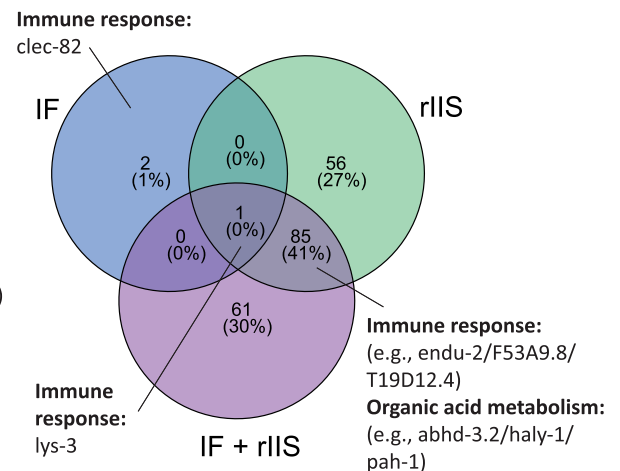 Immune response:
clec-82
IF
rIIS
0
(0%)
2
(1%)
56
(27%)
1
(0%)
0
(0%)
85
(41%)
)
61
(30%)
Immune response:
(e.g., endu-2/F53A9.8/
T19D12.4)
Organic acid metabolism:
(e.g., abhd-3.2/haly-1/
pah-1)
Immune
response:
lys-3
IF + rIIS